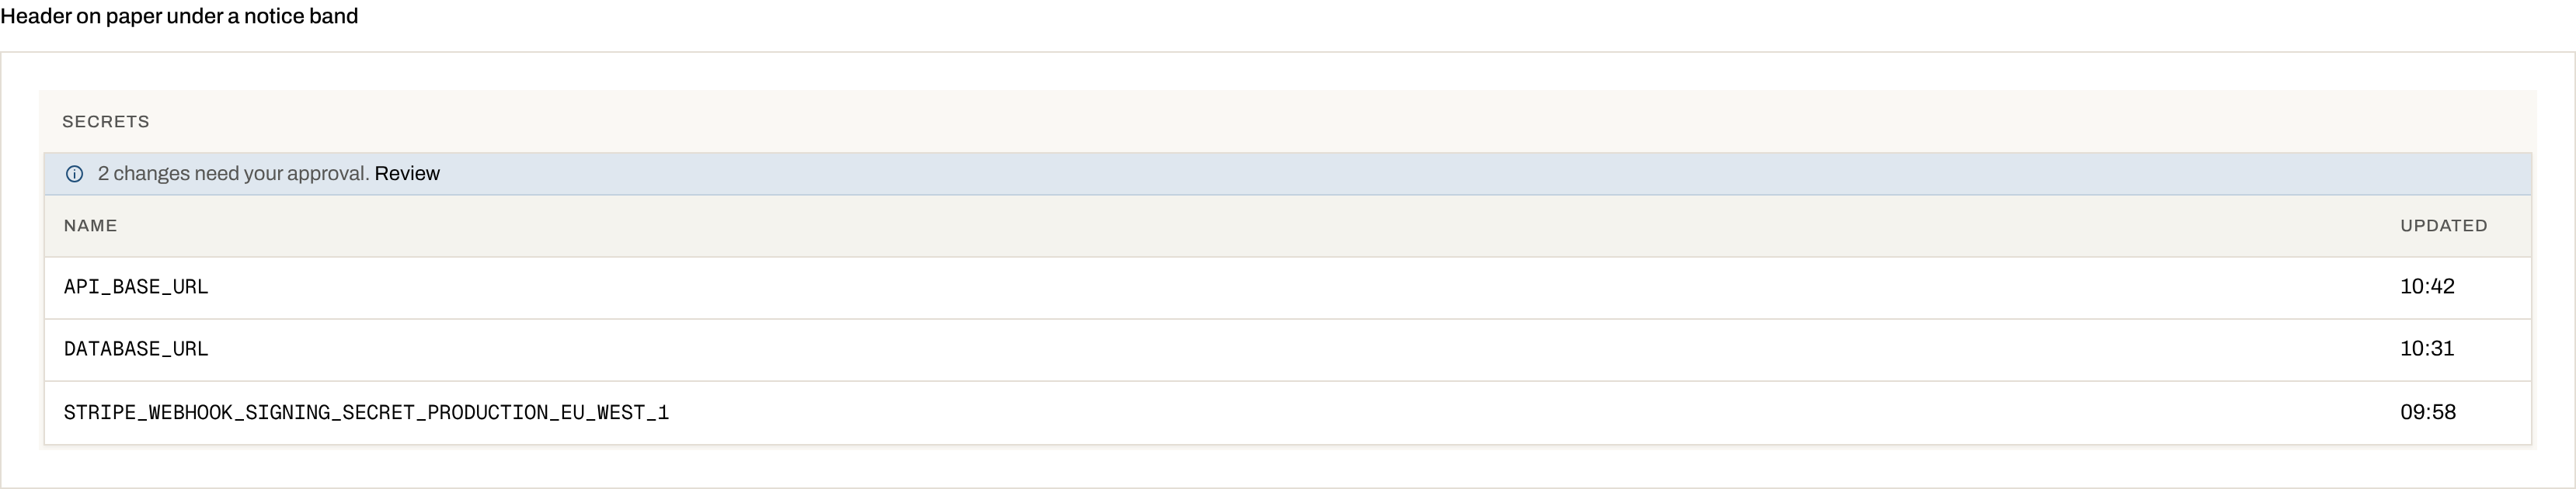 Header on paper under a notice band
SECRETS
2 changes need your approval. Review
NAME UPDATED
API_BASE_URL 10:42
DATABASE_URL 10:31
STRIPE_WEBHOOK_SIGNING_SECRET_PRODUCTION_EU_WEST_1 09:58